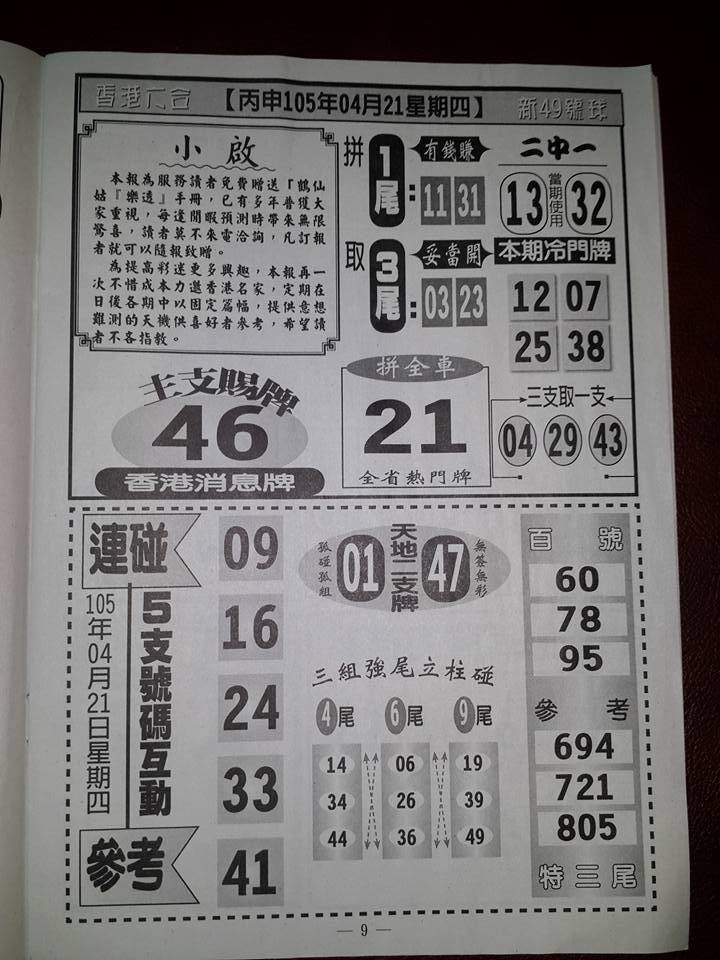 香港六合
【丙申105年04月21星期四】
新49號球
小啟
本報為服務讀者免費贈送『鶴仙
姑『樂透』手冊，已有多年普獲大
家重視，每逢閒暇預測時帶來無限
驚喜，讀者莫不來電洽詢，凡訂報
者就可以隨報致贈。
為提高彩迷更多興趣，本報再一
次不惜成本力邀香港名家，定期在
日後各期中以固定篇幅，提供意想
難測的天機供喜好者參考，希望讀
者不吝指教。
拼 1尾： 有錢賺
11 31
取 3尾： 妥當開
03 23
二中一
13 當期使用 32
本期冷門牌
12 07
25 38
主支賜牌
46
香港消息牌
拼全車
21
全省熱門牌
三支取一支
04 29 43
連碰
105年04月21日星期四
5支號碼互動
參考
09
16
24
33
41
孤碰孤組
01 天地二支牌 47
無簽無彩
三組強尾立柱碰
4尾 6尾 9尾
14 06 19
34 26 39
44 36 49
百號
60
78
95
參考
694
721
805
特三尾
— 9 —